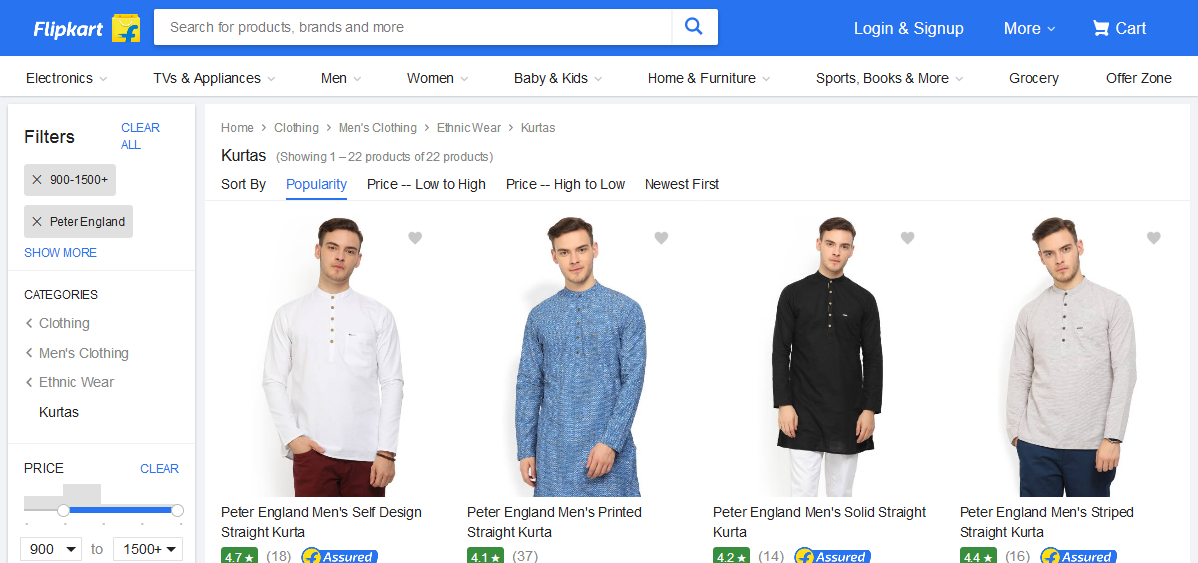 Flipkart
Search for products, brands and more
Login & Signup
More
Cart
Electronics
TVs & Appliances
Men
Women
Baby & Kids
Home & Furniture
Sports, Books & More
Grocery
Offer Zone
Filters
CLEAR
ALL
900-1500+
Peter England
SHOW MORE
CATEGORIES
Clothing
Men's Clothing
Ethnic Wear
Kurtas
PRICE
CLEAR
900
to
1500+
Home > Clothing > Men's Clothing > Ethnic Wear > Kurtas
Kurtas (Showing 1 – 22 products of 22 products)
Sort By Popularity Price -- Low to High Price -- High to Low Newest First
Peter England Men's Self Design
Straight Kurta
4.7 ★ (18) Assured
Peter England Men's Printed
Straight Kurta
4.1 ★ (37)
Peter England Men's Solid Straight
Kurta
4.2 ★ (14) Assured
Peter England Men's Striped
Straight Kurta
4.4 ★ (16) Assured